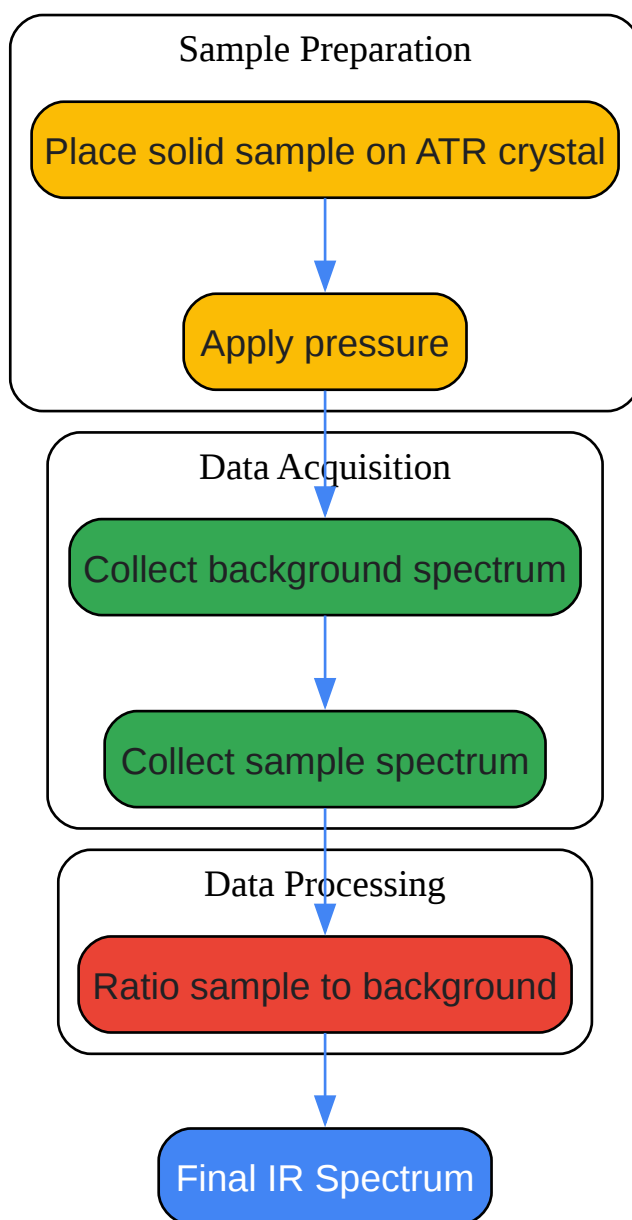 Sample Preparation
Place solid sample on ATR crystal
Apply pressure
Data Acquisition
Collect background spectrum
Collect sample spectrum
Data Processing
Ratio sample to background
Final IR Spectrum